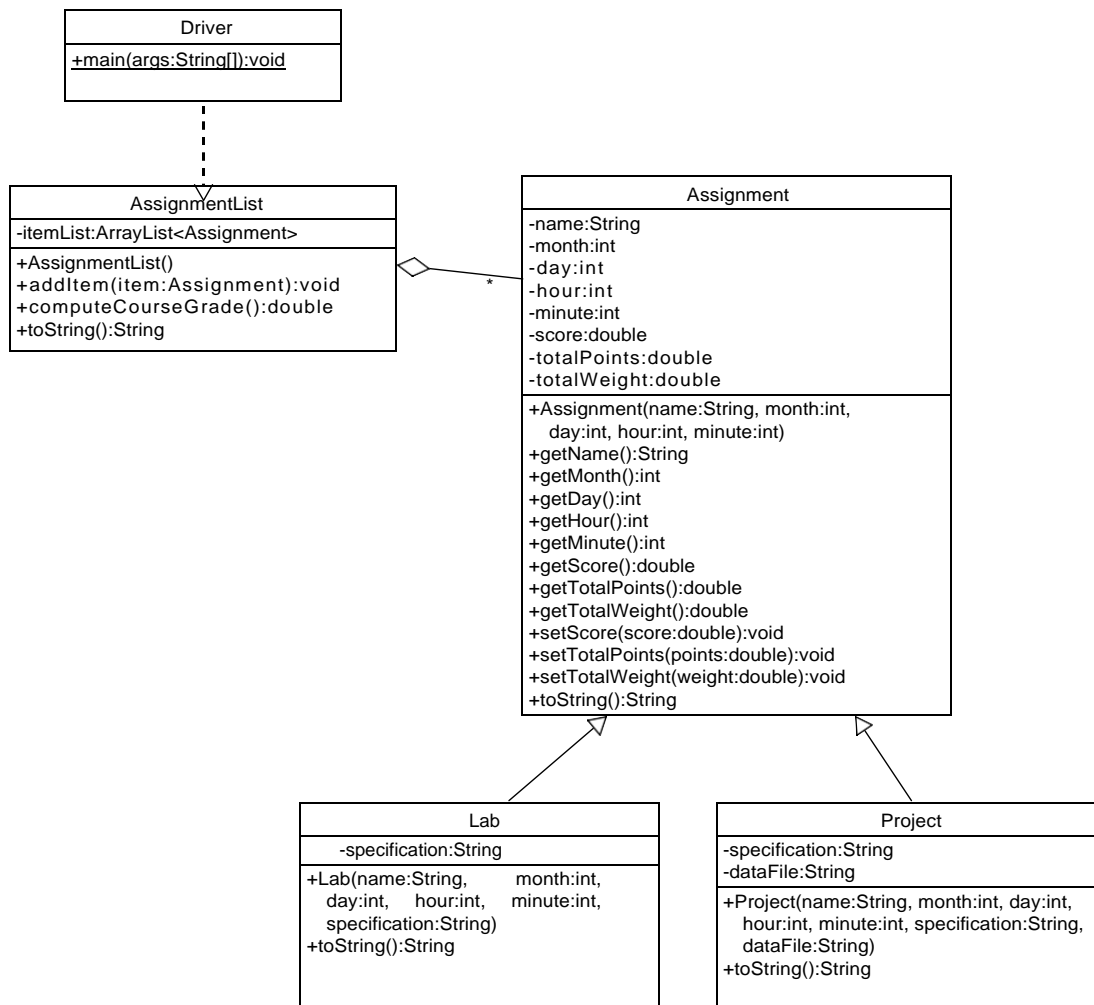 Driver
+main(args:String[]):void
AssignmentList
-itemList:ArrayList<Assignment>
+AssignmentList()
+addItem(item:Assignment):void
+computeCourseGrade():double
+toString():String
*
Assignment
-name:String
-month:int
-day:int
-hour:int
-minute:int
-score:double
-totalPoints:double
-totalWeight:double
+Assignment(name:String, month:int,
day:int, hour:int, minute:int)
+getName():String
+getMonth():int
+getDay():int
+getHour():int
+getMinute():int
+getScore():double
+getTotalPoints():double
+getTotalWeight():double
+setScore(score:double):void
+setTotalPoints(points:double):void
+setTotalWeight(weight:double):void
+toString():String
Lab
-specification:String
+Lab(name:String, month:int,
day:int, hour:int, minute:int,
specification:String)
+toString():String
Project
-specification:String
-dataFile:String
+Project(name:String, month:int, day:int,
hour:int, minute:int, specification:String,
dataFile:String)
+toString():String